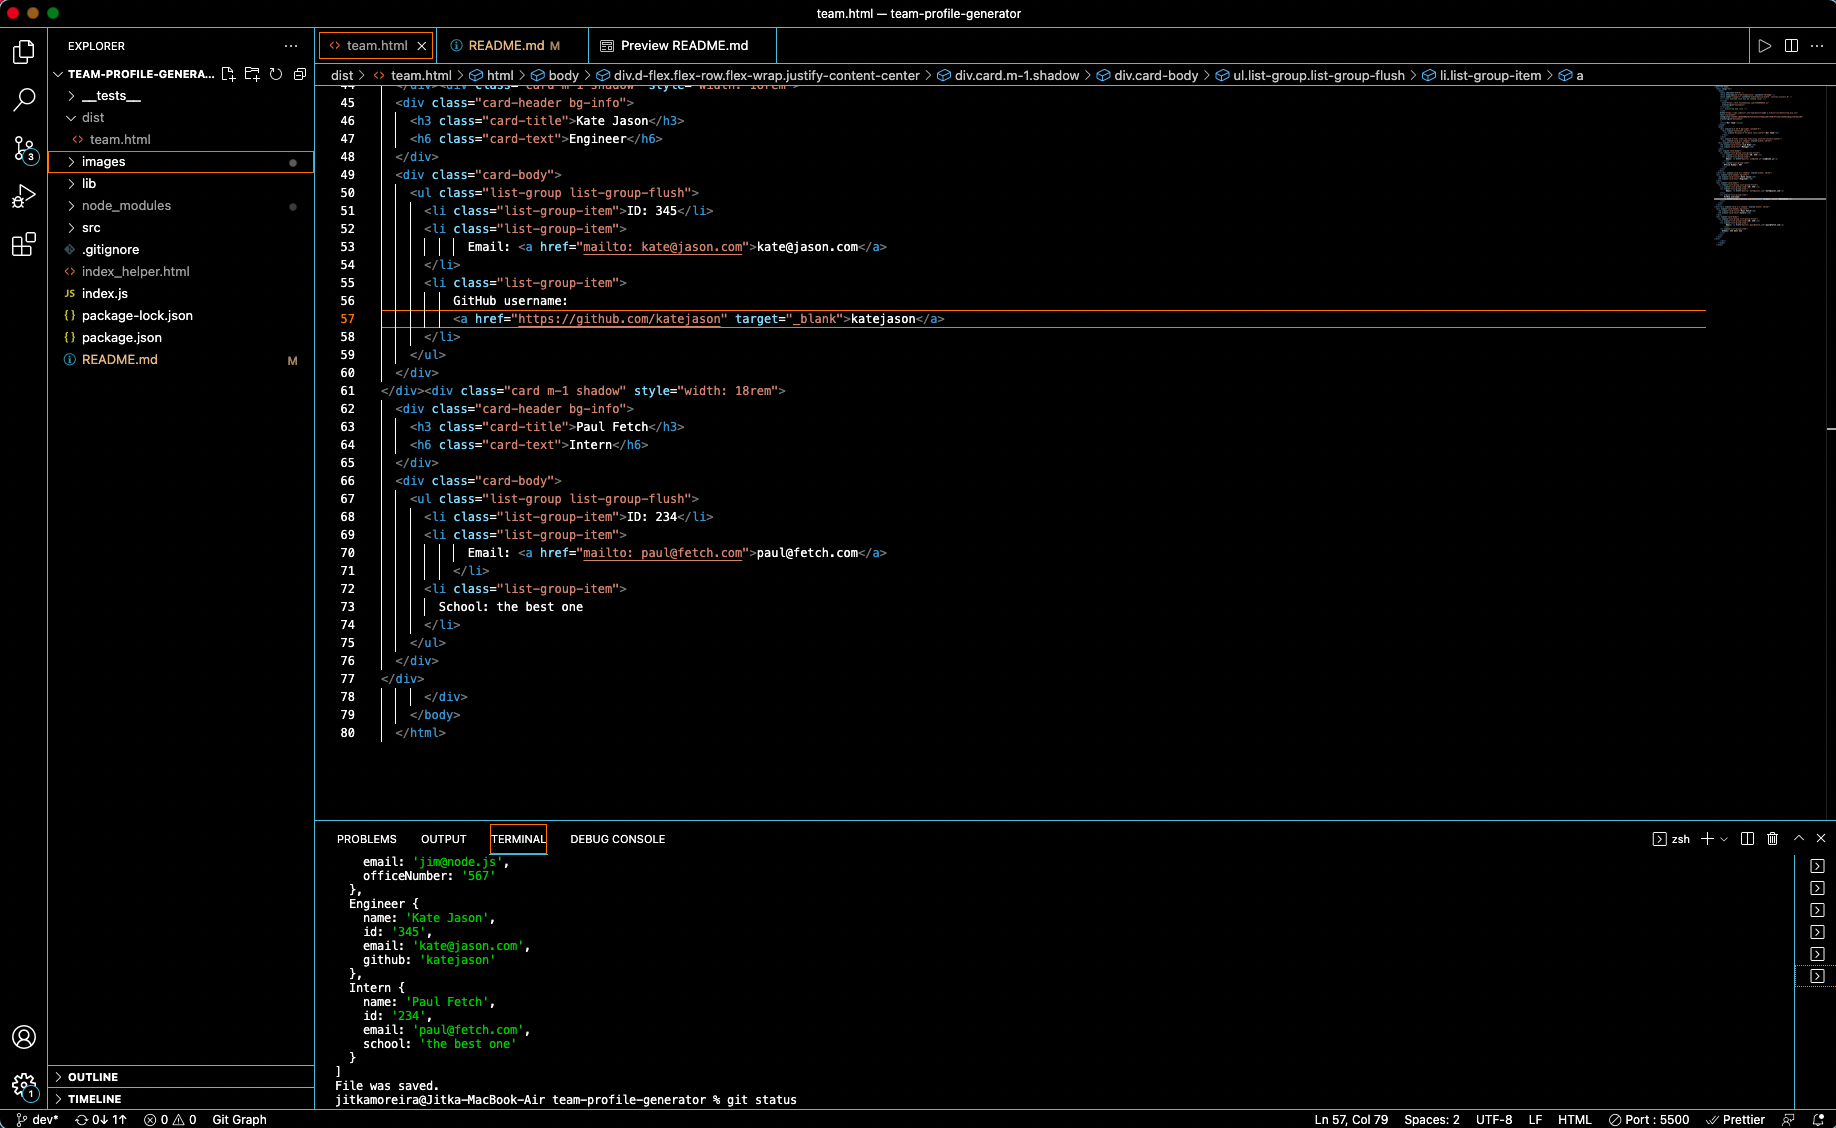 team.html — team-profile-generator
EXPLORER
TEAM-PROFILE-GENERA...
__tests__
dist
team.html
images
lib
node_modules
src
.gitignore
index_helper.html
JS index.js
{} package-lock.json
{} package.json
README.md M
OUTLINE
TIMELINE
3
1
team.html
README.md M
Preview README.md
dist > team.html > html > body > div.d-flex.flex-row.flex-wrap.justify-content-center > div.card.m-1.shadow > div.card-body > ul.list-group.list-group-flush > li.list-group-item > a
44 </div><div class="card m-1 shadow" style="width: 18rem">
45 <div class="card-header bg-info">
46 <h3 class="card-title">Kate Jason</h3>
47 <h6 class="card-text">Engineer</h6>
48 </div>
49 <div class="card-body">
50 <ul class="list-group list-group-flush">
51 <li class="list-group-item">ID: 345</li>
52 <li class="list-group-item">
53 Email: <a href="mailto: kate@jason.com">kate@jason.com</a>
54 </li>
55 <li class="list-group-item">
56 GitHub username:
57 <a href="https://github.com/katejason" target="_blank">katejason</a>
58 </li>
59 </ul>
60 </div>
61 </div><div class="card m-1 shadow" style="width: 18rem">
62 <div class="card-header bg-info">
63 <h3 class="card-title">Paul Fetch</h3>
64 <h6 class="card-text">Intern</h6>
65 </div>
66 <div class="card-body">
67 <ul class="list-group list-group-flush">
68 <li class="list-group-item">ID: 234</li>
69 <li class="list-group-item">
70 Email: <a href="mailto: paul@fetch.com">paul@fetch.com</a>
71 </li>
72 <li class="list-group-item">
73 School: the best one
74 </li>
75 </ul>
76 </div>
77 </div>
78 </div>
79 </body>
80 </html>
PROBLEMS OUTPUT TERMINAL DEBUG CONSOLE
zsh
email: 'jim@node.js',
officeNumber: '567'
},
Engineer {
name: 'Kate Jason',
id: '345',
email: 'kate@jason.com',
github: 'katejason'
},
Intern {
name: 'Paul Fetch',
id: '234',
email: 'paul@fetch.com',
school: 'the best one'
}
]
File was saved.
jitkamoreira@Jitka-MacBook-Air team-profile-generator % git status
dev* 0↓ 1↑ 0 0 Git Graph
Ln 57, Col 79 Spaces: 2 UTF-8 LF HTML Port : 5500 Prettier